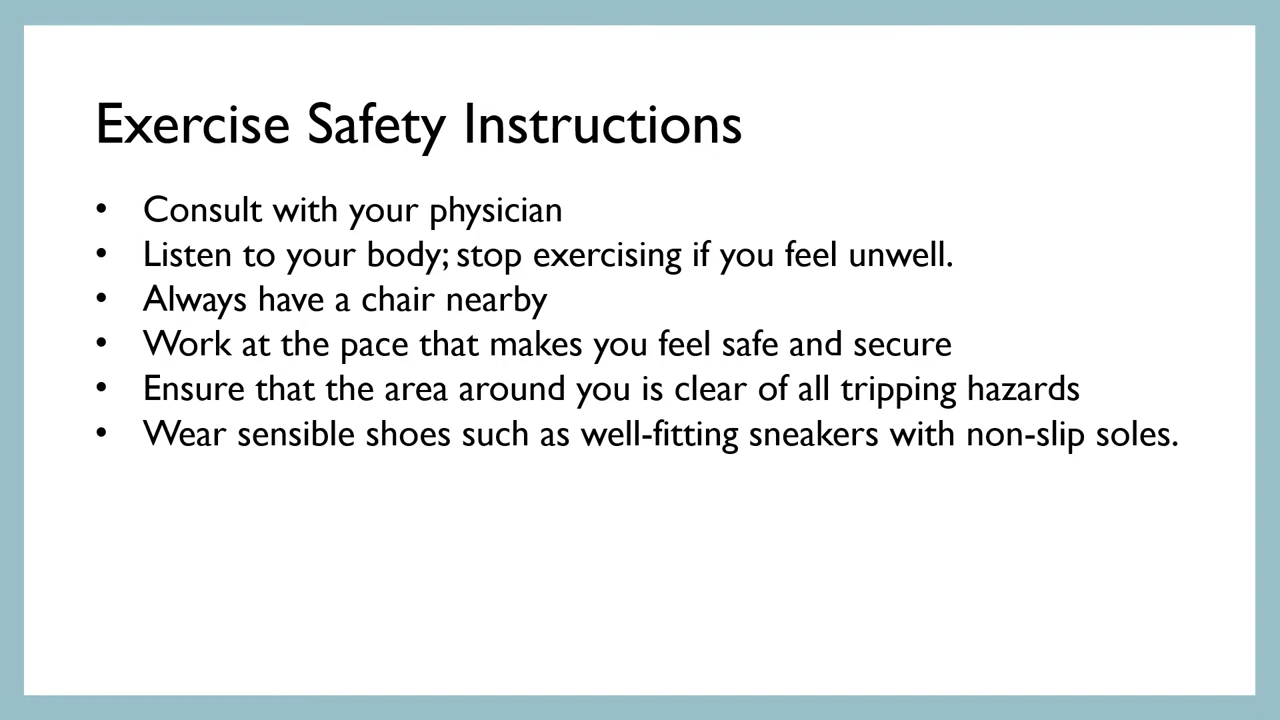 Exercise Safety Instructions
• Consult with your physician
• Listen to your body; stop exercising if you feel unwell.
• Always have a chair nearby
• Work at the pace that makes you feel safe and secure
• Ensure that the area around you is clear of all tripping hazards
• Wear sensible shoes such as well-fitting sneakers with non-slip soles.